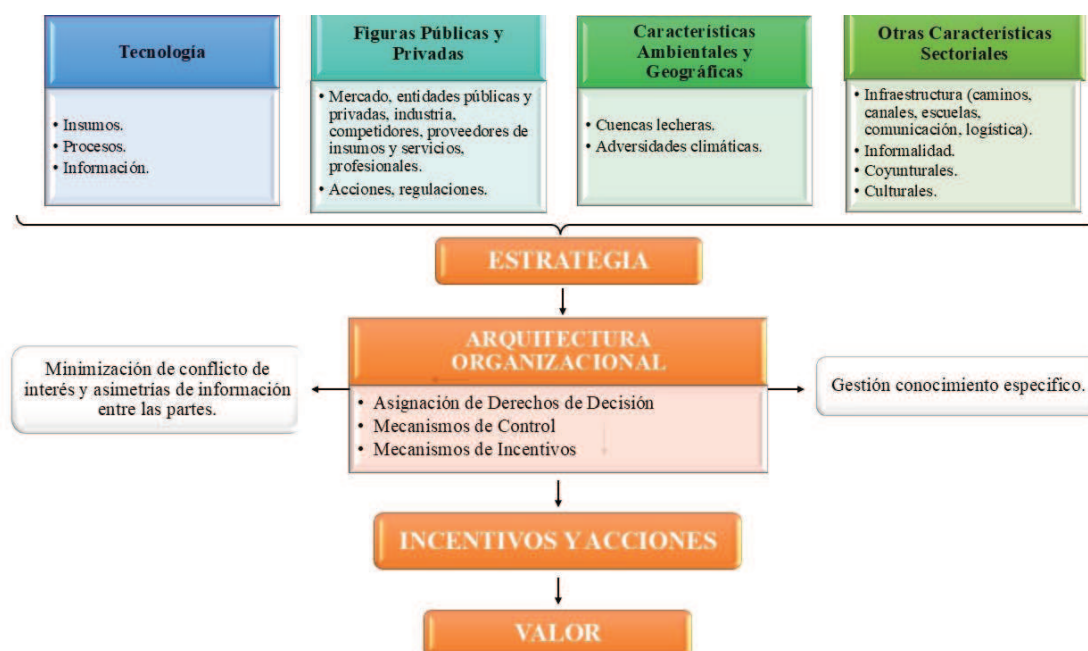 Tecnología
• Insumos.
• Procesos.
• Información.
Figuras Públicas y
Privadas
• Mercado, entidades públicas y
privadas, industria,
competidores, proveedores de
insumos y servicios,
profesionales.
• Acciones, regulaciones.
Características
Ambientales y
Geográficas
• Cuencas lecheras.
• Adversidades climáticas.
Otras Características
Sectoriales
• Infraestructura (caminos,
canales, escuelas,
comunicación, logística).
• Informalidad.
• Coyunturales.
• Culturales.
ESTRATEGIA
ARQUITECTURA
ORGANIZACIONAL
• Asignación de Derechos de Decisión
• Mecanismos de Control
• Mecanismos de Incentivos
Minimización de conflicto de
interés y asimetrías de información
entre las partes.
Gestión conocimiento especifico.
INCENTIVOS Y ACCIONES
VALOR